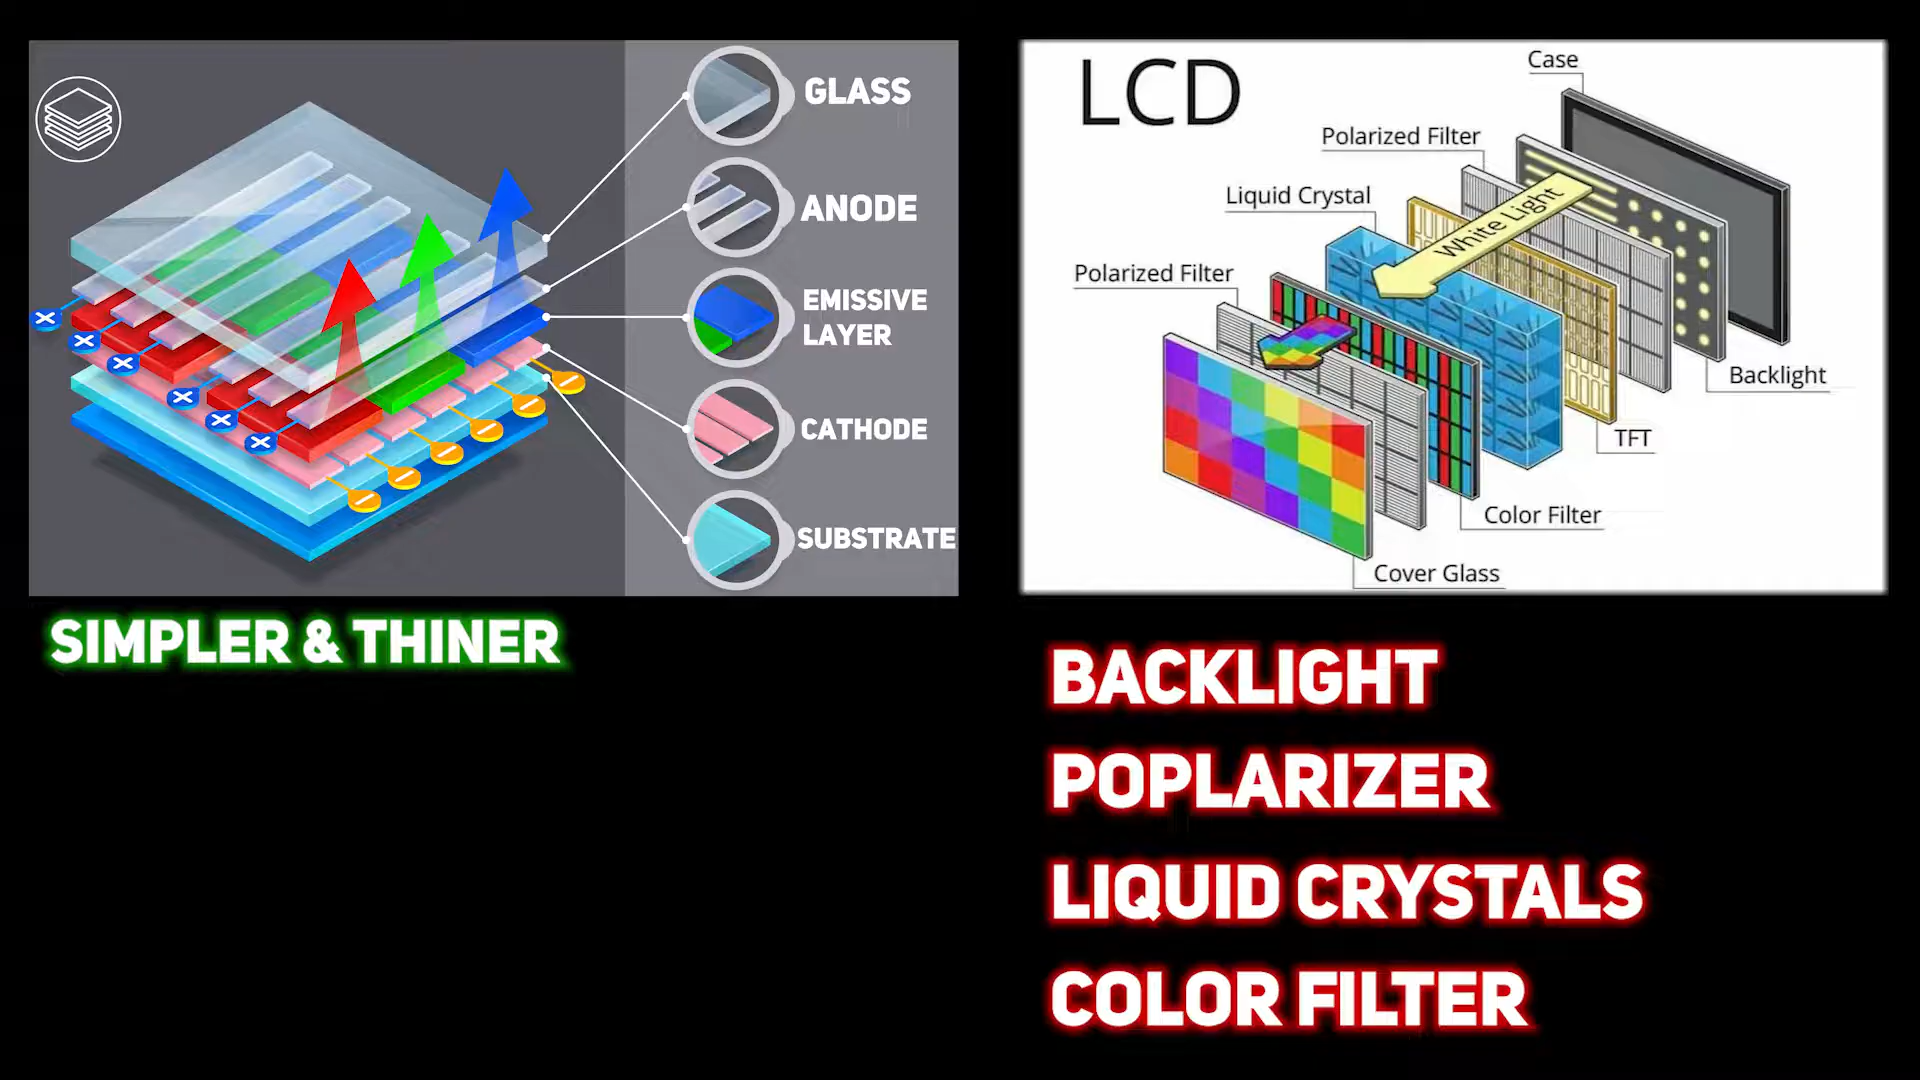 GLASS
ANODE
EMISSIVE
LAYER
CATHODE
SUBSTRATE
SIMPLER & THINER
LCD
Case
Polarized Filter
Liquid Crystal
White Light
Polarized Filter
Backlight
TFT
Color Filter
Cover Glass
BACKLIGHT
POPLARIZER
LIQUID CRYSTALS
COLOR FILTER